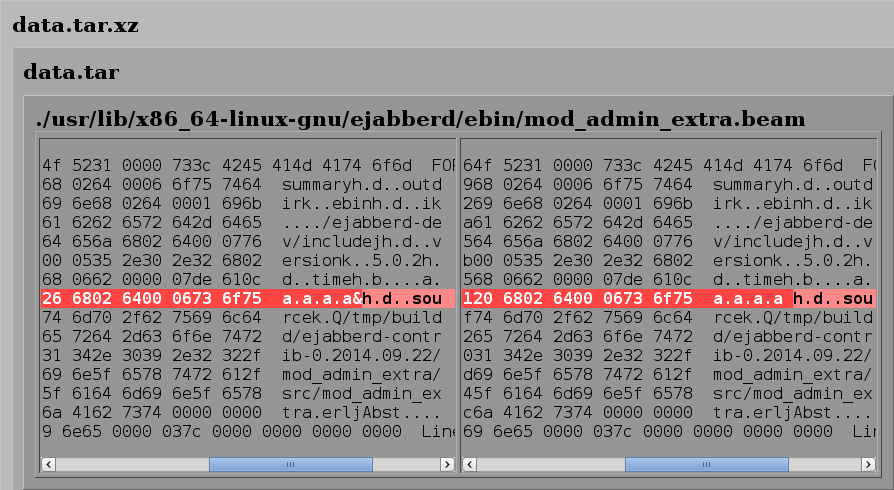 data.tar.xz
data.tar
./usr/lib/x86_64-linux-gnu/ejabberd/ebin/mod_admin_extra.beam
4f 5231 0000 733c 4245 414d 4174 6f6d  FOR
68 0264 0006 6f75 7464  summaryh.d..outd
69 6e68 0264 0001 696b  irk..ebinh.d..ik
61 6262 6572 642d 6465  ..../ejabberd-de
64 656a 6802 6400 0776  v/includejh.d..v
00 0535 2e30 2e32 6802  ersionk..5.0.2h.
68 0662 0000 07de 610c  d..timeh.b....a.
26 6802 6400 0673 6f75  a.a.a.a&h.d..sou
74 6d70 2f62 7569 6c64  rcek.Q/tmp/build
65 7264 2d63 6f6e 7472  d/ejabberd-contr
31 342e 3039 2e32 322f  ib-0.2014.09.22/
69 6e5f 6578 7472 612f  mod_admin_extra/
5f 6164 6d69 6e5f 6578  src/mod_admin_ex
6a 4162 7374 0000 0000  tra.erljAbst....
9 6e65 0000 037c 0000 0000 0000 0000  Line
64f 5231 0000 733c 4245 414d 4174 6f6d  FO
968 0264 0006 6f75 7464  summaryh.d..outd
269 6e68 0264 0001 696b  irk..ebinh.d..ik
a61 6262 6572 642d 6465  ..../ejabberd-de
564 656a 6802 6400 0776  v/includejh.d..v
b00 0535 2e30 2e32 6802  ersionk..5.0.2h.
568 0662 0000 07de 610c  d..timeh.b....a.
120 6802 6400 0673 6f75  a.a.a.a h.d..sou
f74 6d70 2f62 7569 6c64  rcek.Q/tmp/build
265 7264 2d63 6f6e 7472  d/ejabberd-contr
031 342e 3039 2e32 322f  ib-0.2014.09.22/
d69 6e5f 6578 7472 612f  mod_admin_extra/
45f 6164 6d69 6e5f 6578  src/mod_admin_ex
c6a 4162 7374 0000 0000  tra.erljAbst....
69 6e65 0000 037c 0000 0000 0000 0000  Lin